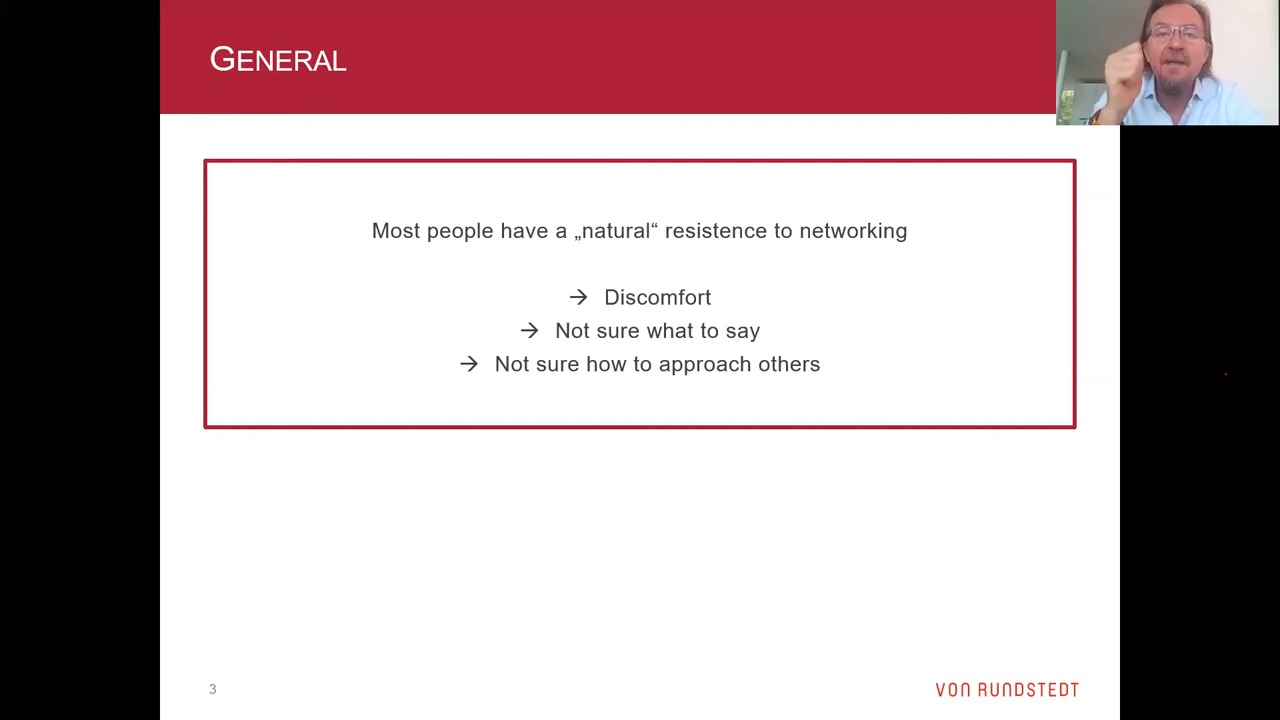 GENERAL
Most people have a „natural“ resistence to networking
→ Discomfort
→ Not sure what to say
→ Not sure how to approach others
3
VON RUNDSTEDT